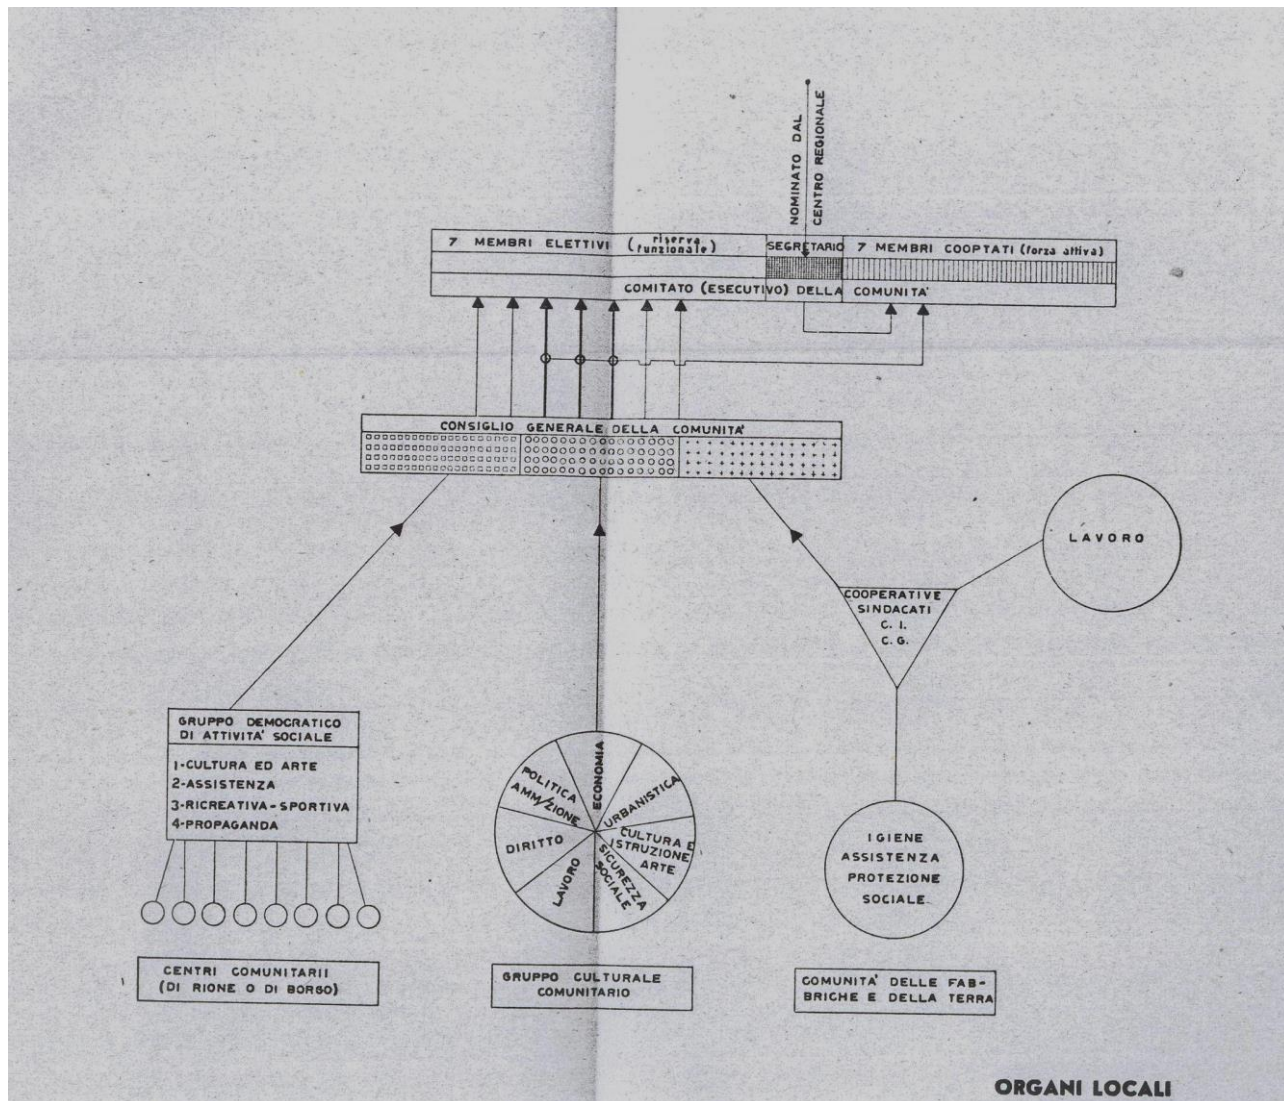 NOMINATO DAL
CENTRO REGIONALE
7 MEMBRI ELETTIVI (riserva funzionale)
SEGRETARIO
7 MEMBRI COOPTATI (forza attiva)
COMITATO (ESECUTIVO) DELLA COMUNITA'
CONSIGLIO GENERALE DELLA COMUNITA'
LAVORO
COOPERATIVE
SINDACATI
C. I.
C. G.
GRUPPO DEMOCRATICO
DI ATTIVITA' SOCIALE
1-CULTURA ED ARTE
2-ASSISTENZA
3-RICREATIVA-SPORTIVA
4-PROPAGANDA
POLITICA
AMM/ZIONE
ECONOMIA
URBANISTICA
CULTURA E
ISTRUZIONE
ARTE
SICUREZZA
SOCIALE
LAVORO
DIRITTO
IGIENE
ASSISTENZA
PROTEZIONE
SOCIALE
CENTRI COMUNITARII
(DI RIONE O DI BORGO)
GRUPPO CULTURALE
COMUNITARIO
COMUNITA' DELLE FAB-
BRICHE E DELLA TERRA
ORGANI LOCALI